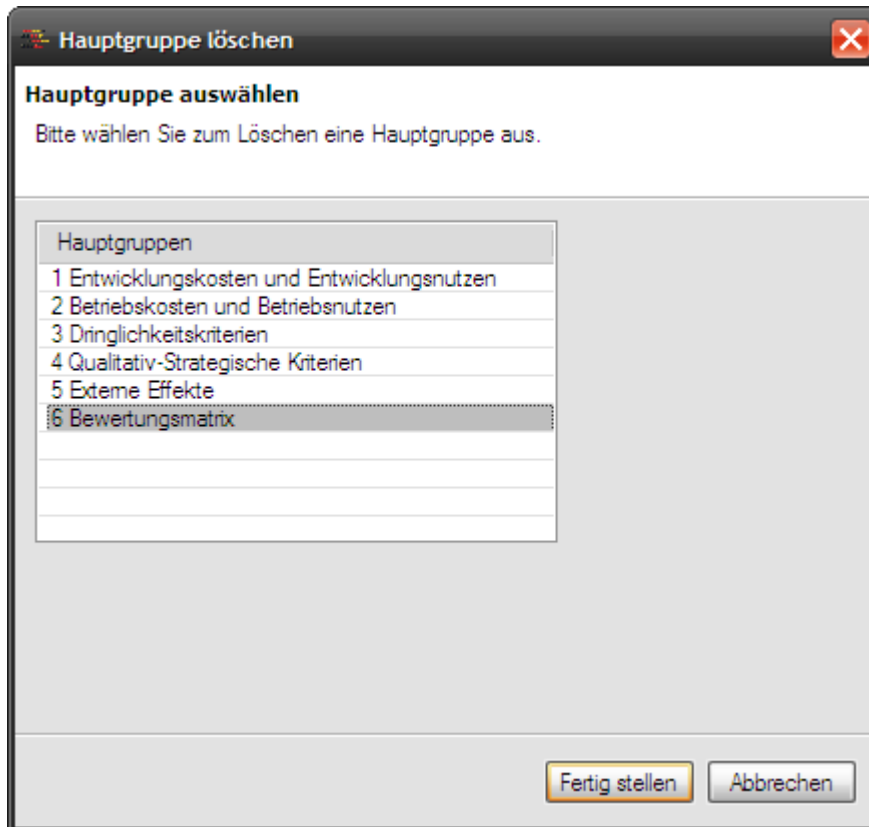 Hauptgruppe löschen
Hauptgruppe auswählen
Bitte wählen Sie zum Löschen eine Hauptgruppe aus.
Hauptgruppen
1 Entwicklungskosten und Entwicklungsnutzen
2 Betriebskosten und Betriebsnutzen
3 Dringlichkeitskriterien
4 Qualitativ-Strategische Kriterien
5 Externe Effekte
6 Bewertungsmatrix
Fertig stellen Abbrechen